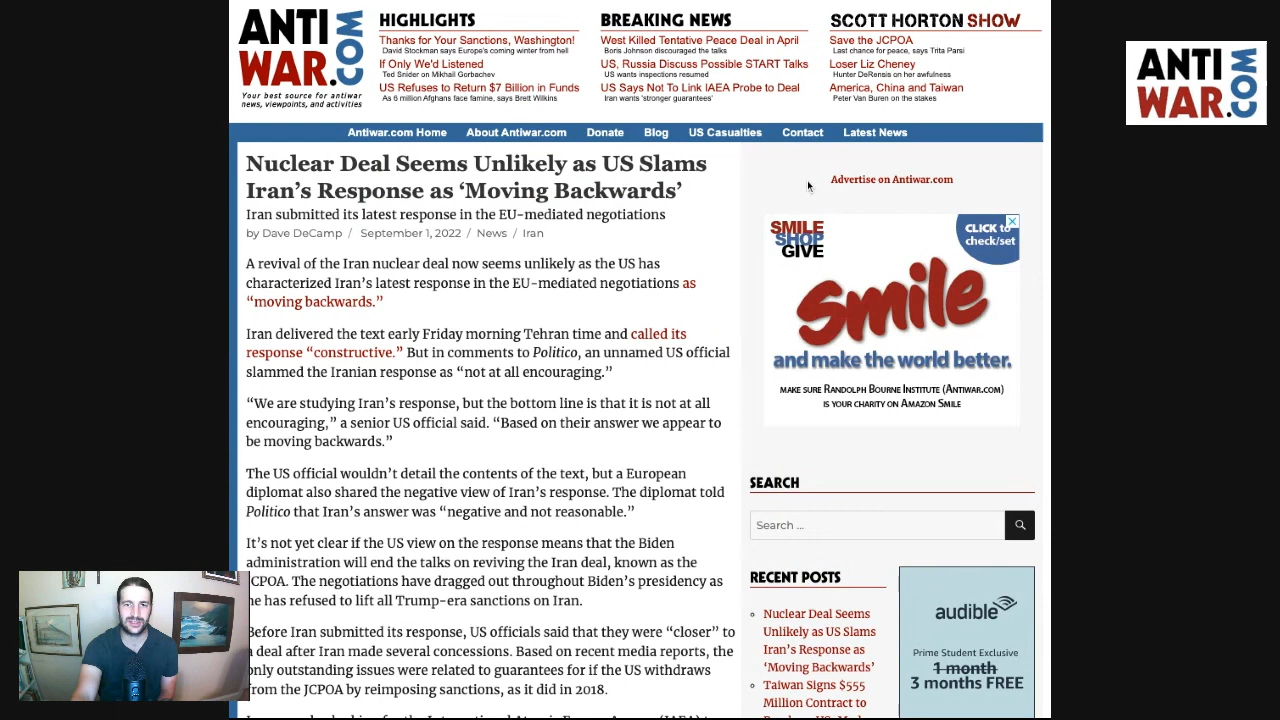 ANTI
WAR.COM
Your best source for antiwar
news, viewpoints, and activities
HIGHLIGHTS
Thanks for Your Sanctions, Washington!
David Stockman says Europe's coming winter from hell
If Only We'd Listened
Ted Snider on Mikhail Gorbachev
US Refuses to Return $7 Billion in Funds
As 6 million Afghans face famine, says Brett Wilkins
BREAKING NEWS
West Killed Tentative Peace Deal in April
Boris Johnson discouraged the talks
US, Russia Discuss Possible START Talks
US wants inspections resumed
US Says Not To Link IAEA Probe to Deal
Iran wants 'stronger guarantees'
SCOTT HORTON SHOW
Save the JCPOA
Last chance for peace, says Trita Parsi
Loser Liz Cheney
Hunter DeRensis on her awfulness
America, China and Taiwan
Peter Van Buren on the stakes
ANTI
WAR.COM
Antiwar.com Home About Antiwar.com Donate Blog US Casualties Contact Latest News
Nuclear Deal Seems Unlikely as US Slams
Iran’s Response as ‘Moving Backwards’
Iran submitted its latest response in the EU-mediated negotiations
by Dave DeCamp / September 1, 2022 / News / Iran
A revival of the Iran nuclear deal now seems unlikely as the US has
characterized Iran’s latest response in the EU-mediated negotiations as
“moving backwards.”
Iran delivered the text early Friday morning Tehran time and called its
response “constructive.” But in comments to Politico, an unnamed US official
slammed the Iranian response as “not at all encouraging.”
“We are studying Iran’s response, but the bottom line is that it is not at all
encouraging,” a senior US official said. “Based on their answer we appear to
be moving backwards.”
The US official wouldn’t detail the contents of the text, but a European
diplomat also shared the negative view of Iran’s response. The diplomat told
Politico that Iran’s answer was “negative and not reasonable.”
It’s not yet clear if the US view on the response means that the Biden
administration will end the talks on reviving the Iran deal, known as the
JCPOA. The negotiations have dragged out throughout Biden’s presidency as
he has refused to lift all Trump-era sanctions on Iran.
Before Iran submitted its response, US officials said that they were “closer” to
a deal after Iran made several concessions. Based on recent media reports, the
only outstanding issues were related to guarantees for if the US withdraws
from the JCPOA by reimposing sanctions, as it did in 2018.
Advertise on Antiwar.com
SMILE
SHOP
GIVE
CLICK to
check/set
smile
and make the world better.
MAKE SURE RANDOLPH BOURNE INSTITUTE (ANTIWAR.COM)
IS YOUR CHARITY ON AMAZON SMILE
SEARCH
Search ...
RECENT POSTS
Nuclear Deal Seems
Unlikely as US Slams
Iran’s Response as
‘Moving Backwards’
Taiwan Signs $555
Million Contract to
audible
Prime Student Exclusive
1 month
3 months FREE